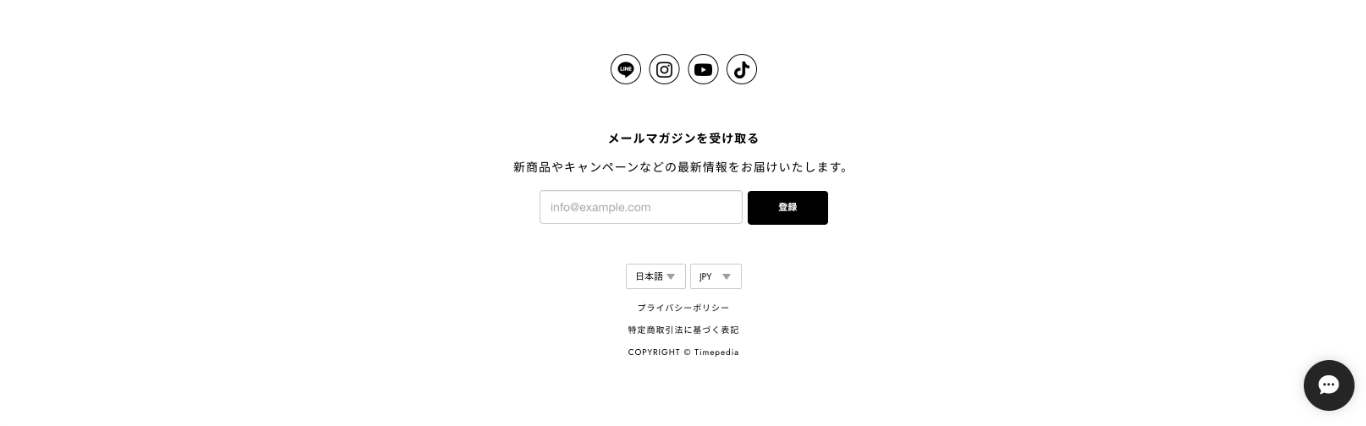 LINE
メールマガジンを受け取る
新商品やキャンペーンなどの最新情報をお届けいたします。
info@example.com 登録
日本語 JPY
プライバシーポリシー
特定商取引法に基づく表記
COPYRIGHT © Timepedia